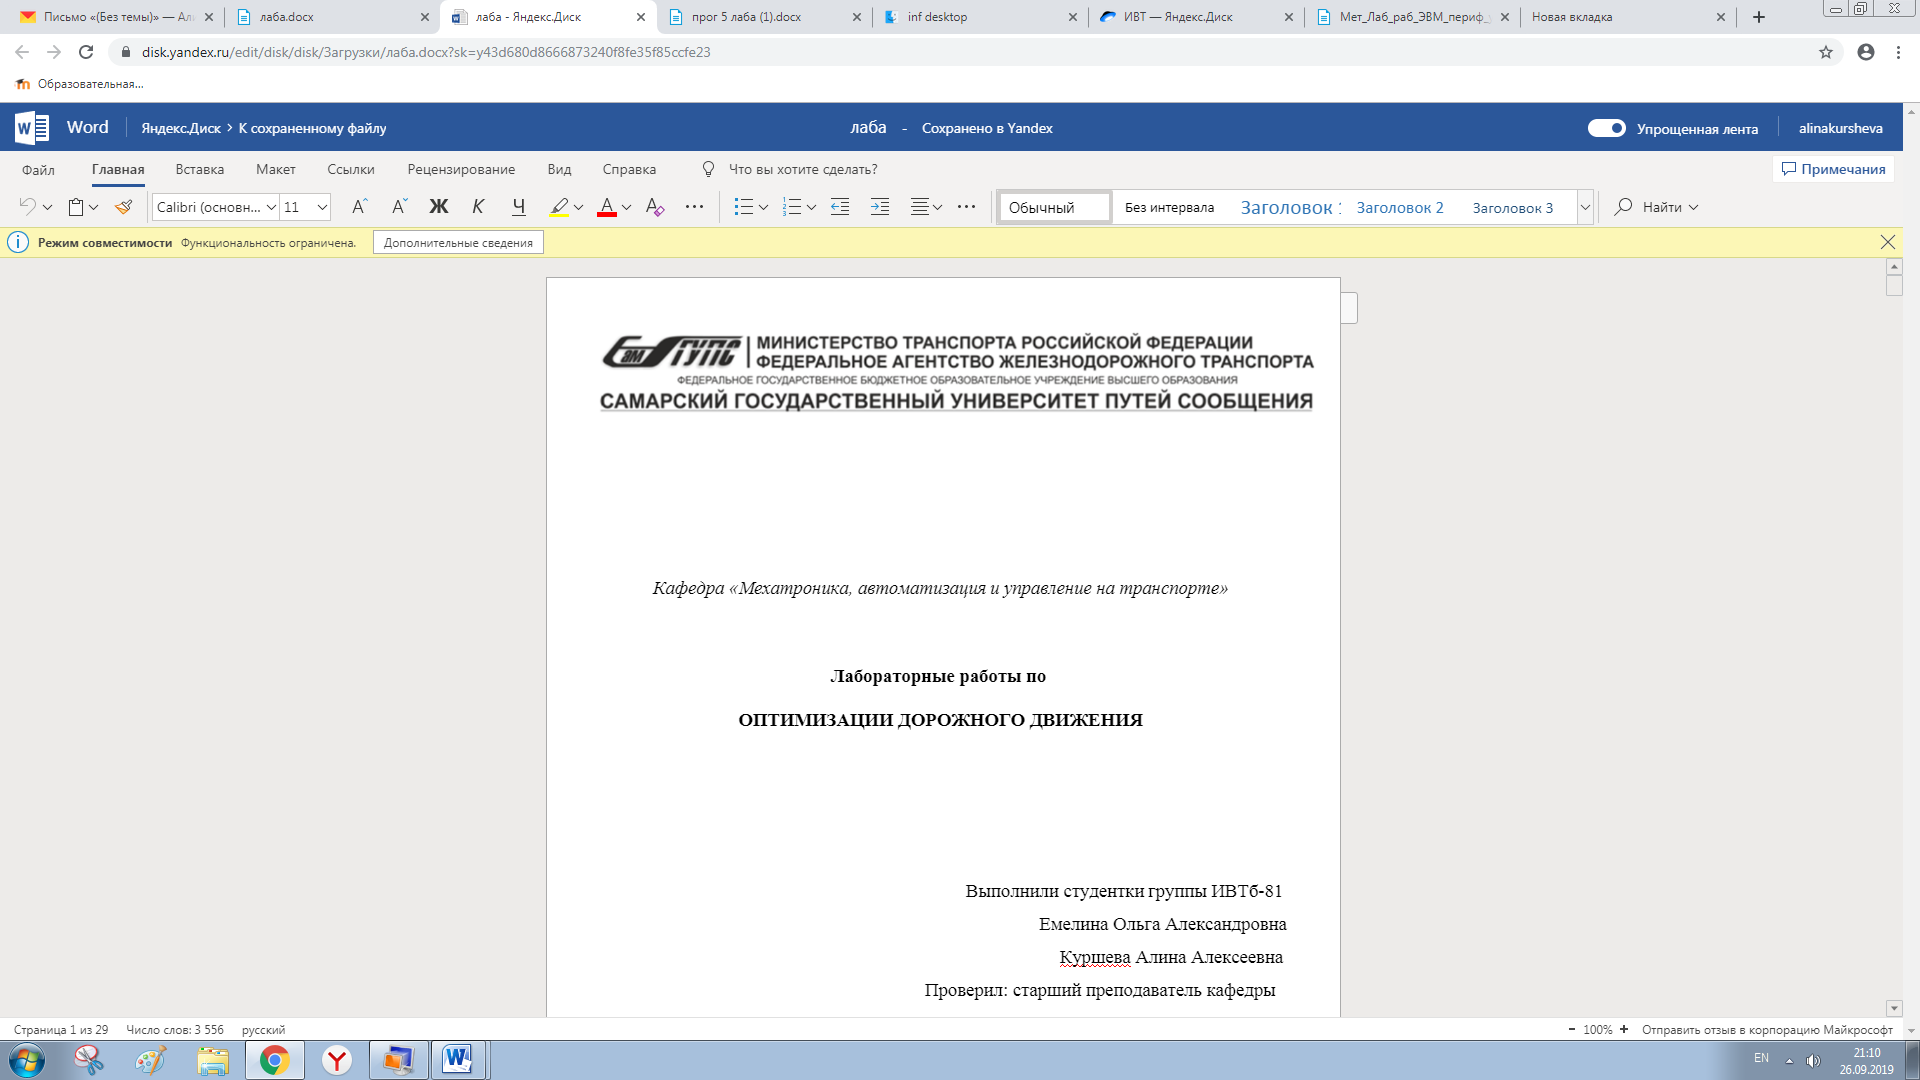 Письмо «(Без темы)» — Ал
лаба.docx
лаба - Яндекс.Диск
прог 5 лаба (1).docx
inf desktop
ИВТ — Яндекс.Диск
Мет_Лаб_раб_ЭВМ_периф_у
Новая вкладка
disk.yandex.ru/edit/disk/disk/Загрузки/лаба.docx?sk=y43d680d8666873240f8fe35f85ccfe23
Образовательная...
Word Яндекс.Диск › К сохраненному файлу
лаба - Сохранено в Yandex
Упрощенная лента
alinakursheva
Файл Главная Вставка Макет Ссылки Рецензирование Вид Справка Что вы хотите сделать?
Примечания
Calibri (основн... 11 А А Ж К Ч А А
Обычный Без интервала Заголовок 1 Заголовок 2 Заголовок 3
Найти
Режим совместимости Функциональность ограничена. Дополнительные сведения
СамГУПС
МИНИСТЕРСТВО ТРАНСПОРТА РОССИЙСКОЙ ФЕДЕРАЦИИ
ФЕДЕРАЛЬНОЕ АГЕНТСТВО ЖЕЛЕЗНОДОРОЖНОГО ТРАНСПОРТА
ФЕДЕРАЛЬНОЕ ГОСУДАРСТВЕННОЕ БЮДЖЕТНОЕ ОБРАЗОВАТЕЛЬНОЕ УЧРЕЖДЕНИЕ ВЫСШЕГО ОБРАЗОВАНИЯ
САМАРСКИЙ ГОСУДАРСТВЕННЫЙ УНИВЕРСИТЕТ ПУТЕЙ СООБЩЕНИЯ
Кафедра «Мехатроника, автоматизация и управление на транспорте»
Лабораторные работы по
ОПТИМИЗАЦИИ ДОРОЖНОГО ДВИЖЕНИЯ
Выполнили студентки группы ИВТб-81
Емелина Ольга Александровна
Куршева Алина Алексеевна
Проверил: старший преподаватель кафедры
Страница 1 из 29 Число слов: 3 556 русский
100% Отправить отзыв в корпорацию Майкрософт
EN
21:10
26.09.2019